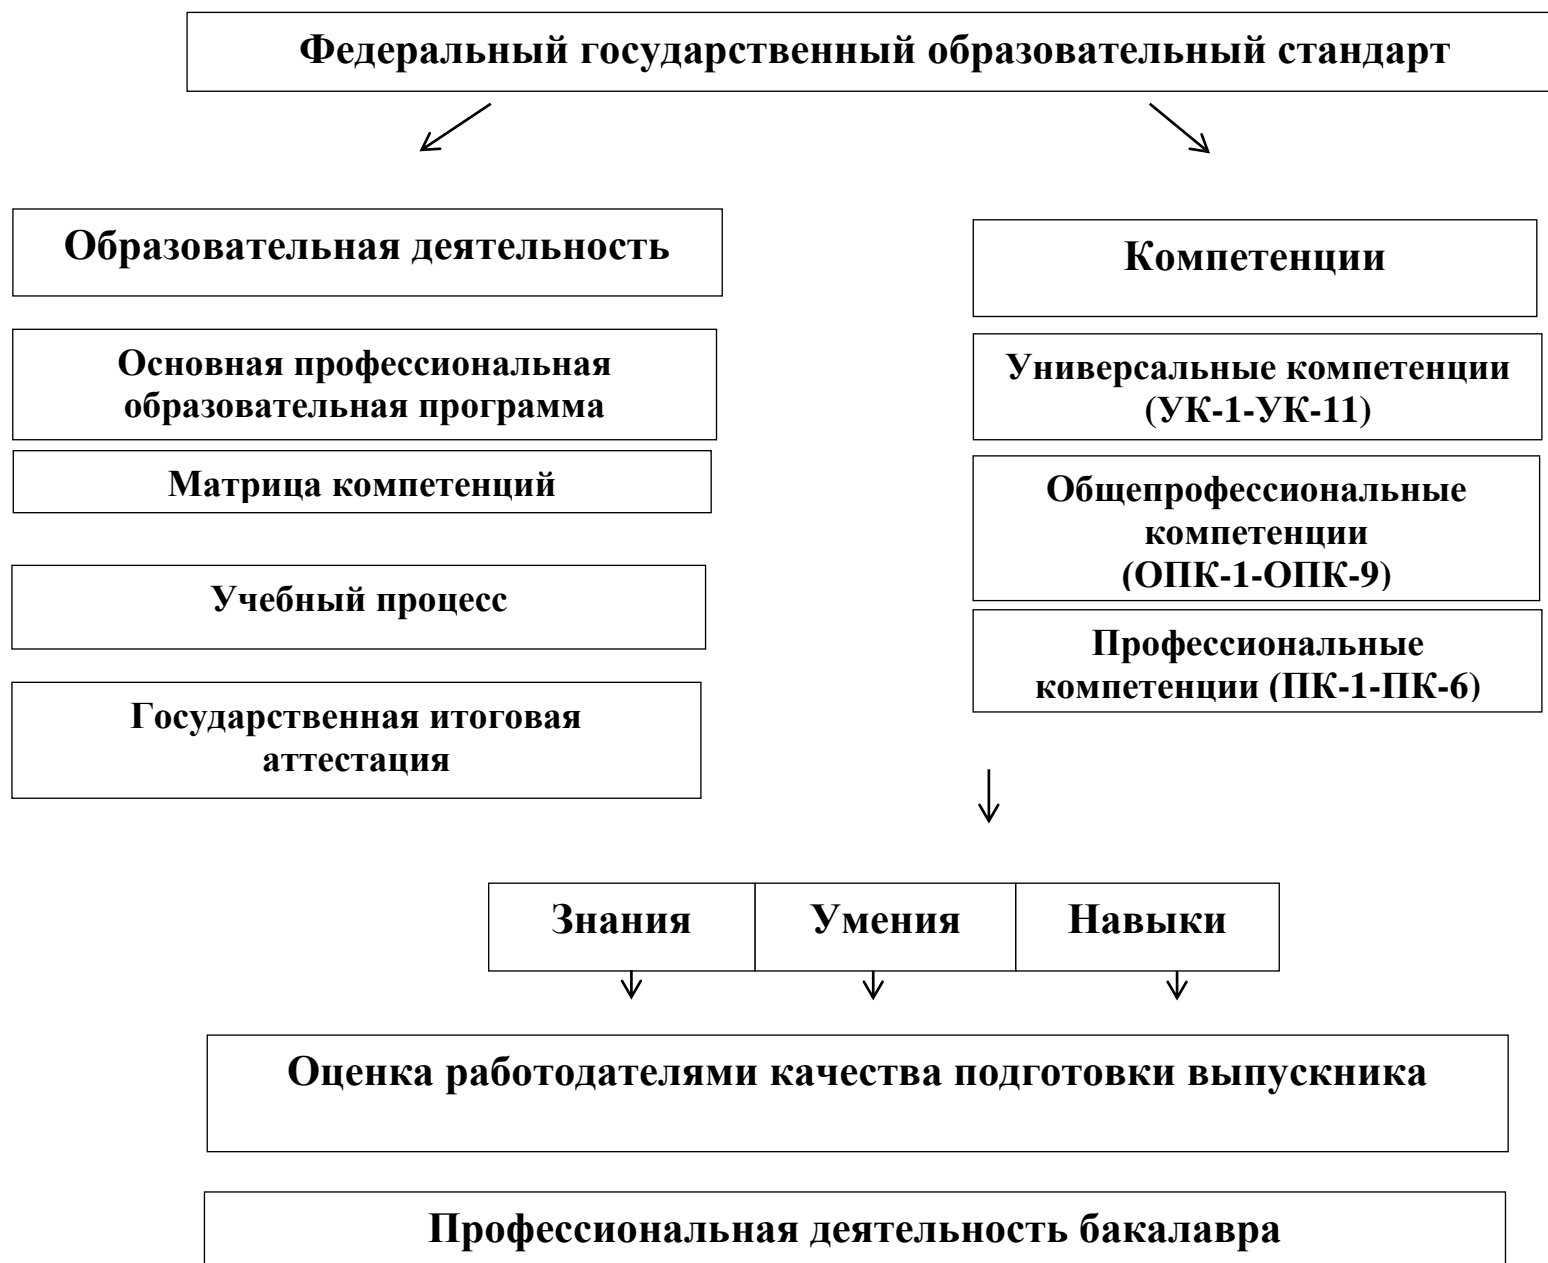 Федеральный государственный образовательный стандарт
Образовательная деятельность
Основная профессиональная
образовательная программа
Матрица компетенций
Учебный процесс
Государственная итоговая
аттестация
Компетенции
Универсальные компетенции
(УК-1-УК-11)
Общепрофессиональные
компетенции
(ОПК-1-ОПК-9)
Профессиональные
компетенции (ПК-1-ПК-6)
Знания
Умения
Навыки
Оценка работодателями качества подготовки выпускника
Профессиональная деятельность бакалавра